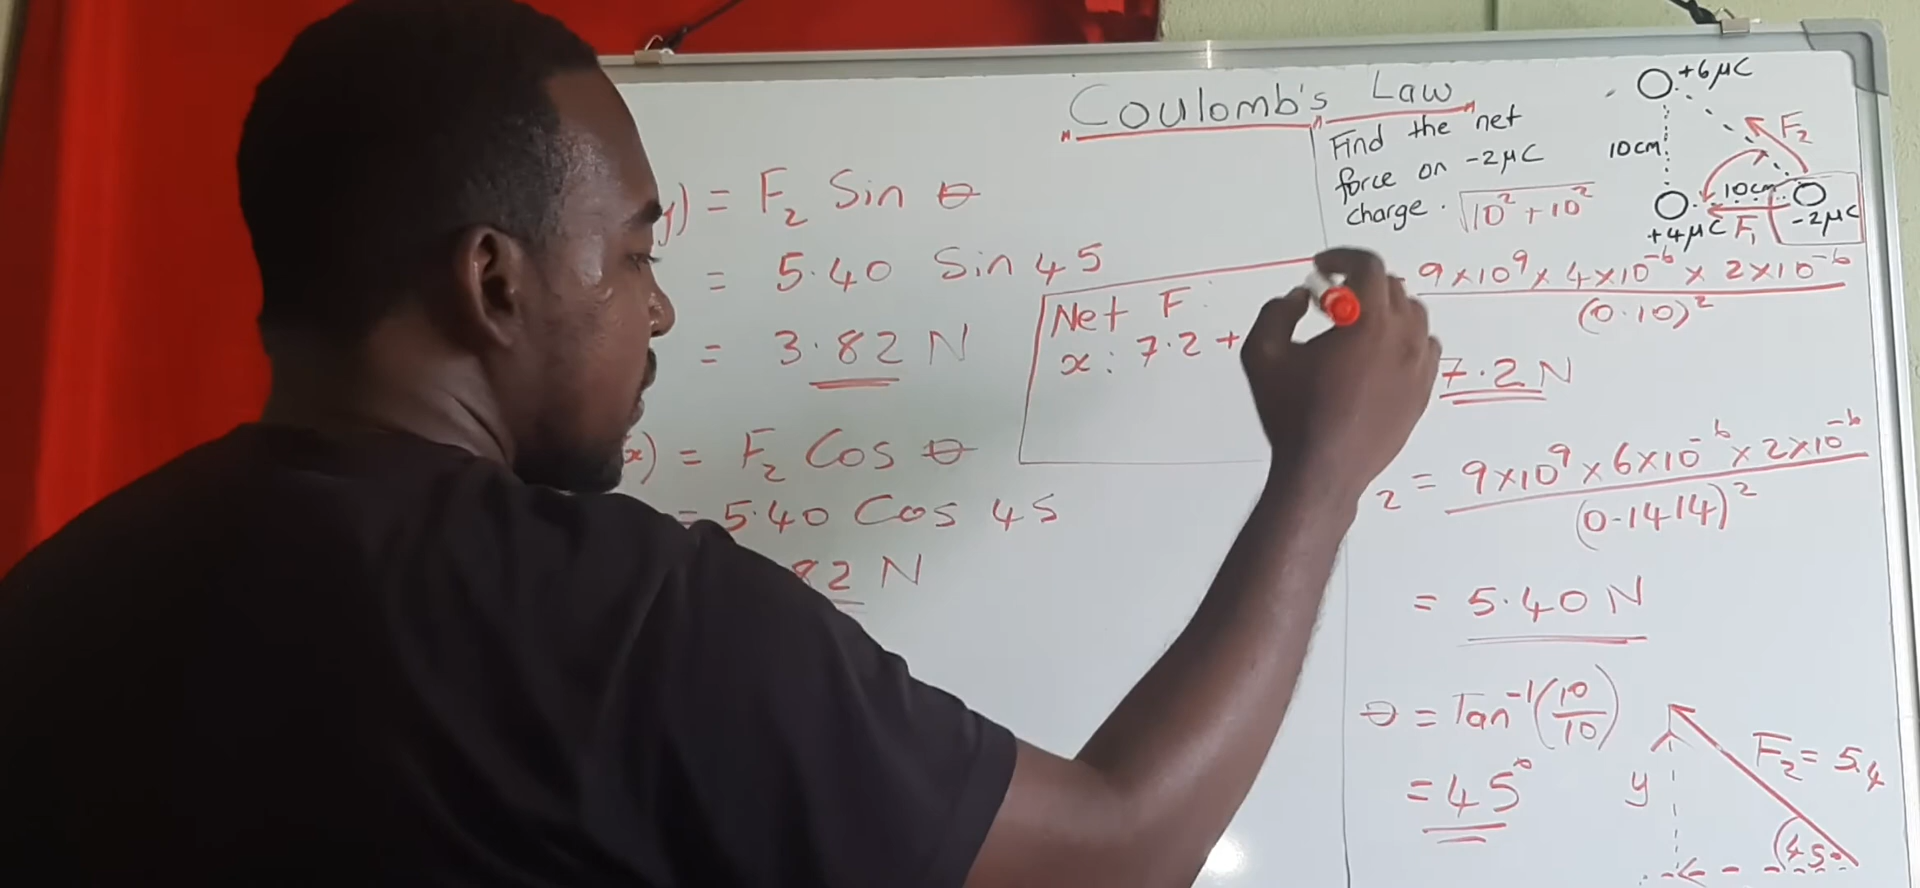 Coulomb's Law
y) = F₂ Sin θ
= 5.40 Sin 45
= 3.82 N
x) = F₂ Cos θ
= 5.40 Cos 45
82 N
Net F:
x: 7.2 +
Find the net
force on -2μC
charge. √10² + 10²
+6μC
10cm
F₂
10cm
+4μC
F₁
-2μC
9×10⁹ × 4×10⁻⁶ × 2×10⁻⁶
(0.10)²
7.2 N
2 = 9×10⁹ × 6×10⁻⁶ × 2×10⁻⁶
(0.1414)²
= 5.40 N
θ = Tan⁻¹(10/10)
= 45°
F₂ = 5.4
y
45°